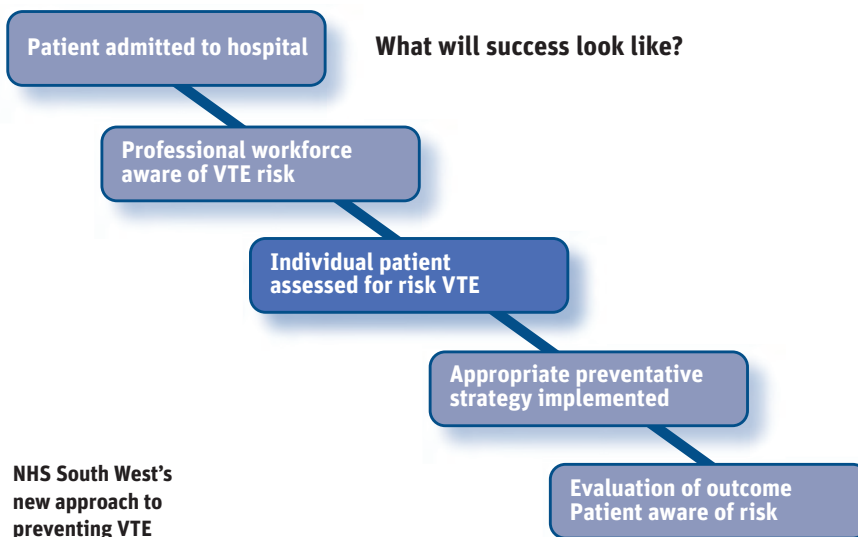 Patient admitted to hospital
What will success look like?
Professional workforce
aware of VTE risk
Individual patient
assessed for risk VTE
Appropriate preventative
strategy implemented
Evaluation of outcome
Patient aware of risk
NHS South West’s
new approach to
preventing VTE